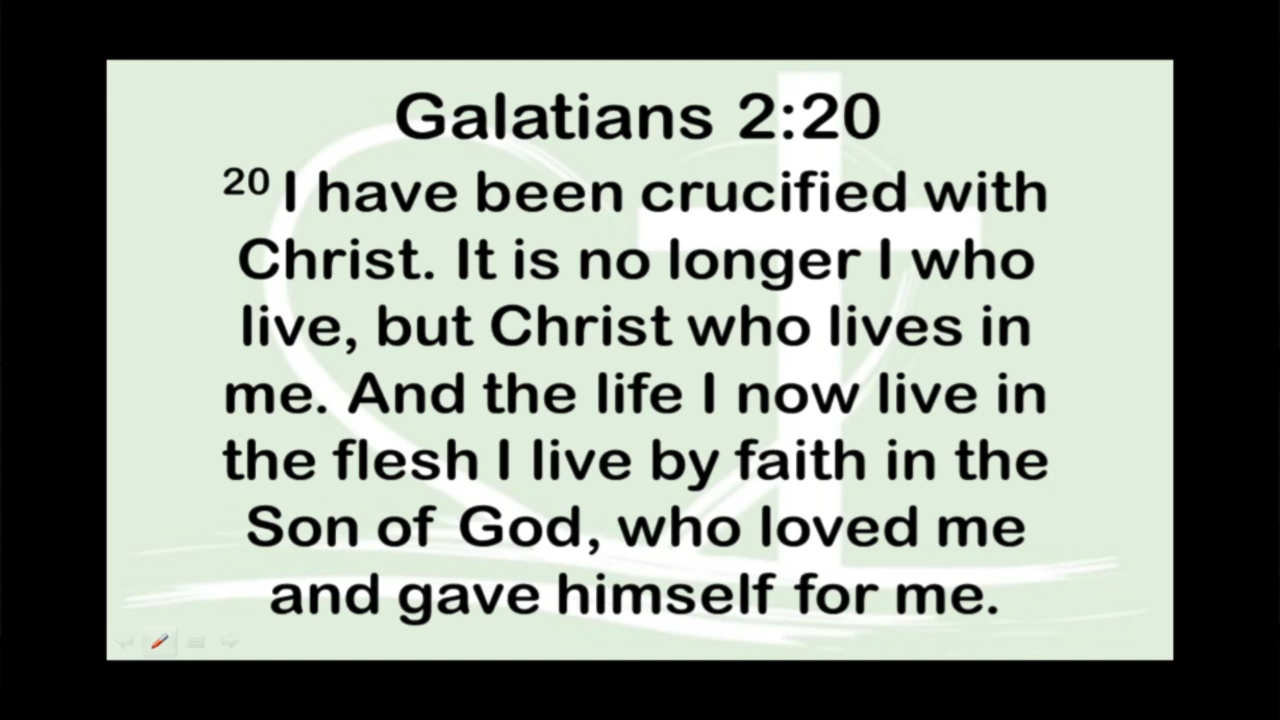 Galatians 2:20
20 I have been crucified with
Christ. It is no longer I who
live, but Christ who lives in
me. And the life I now live in
the flesh I live by faith in the
Son of God, who loved me
and gave himself for me.